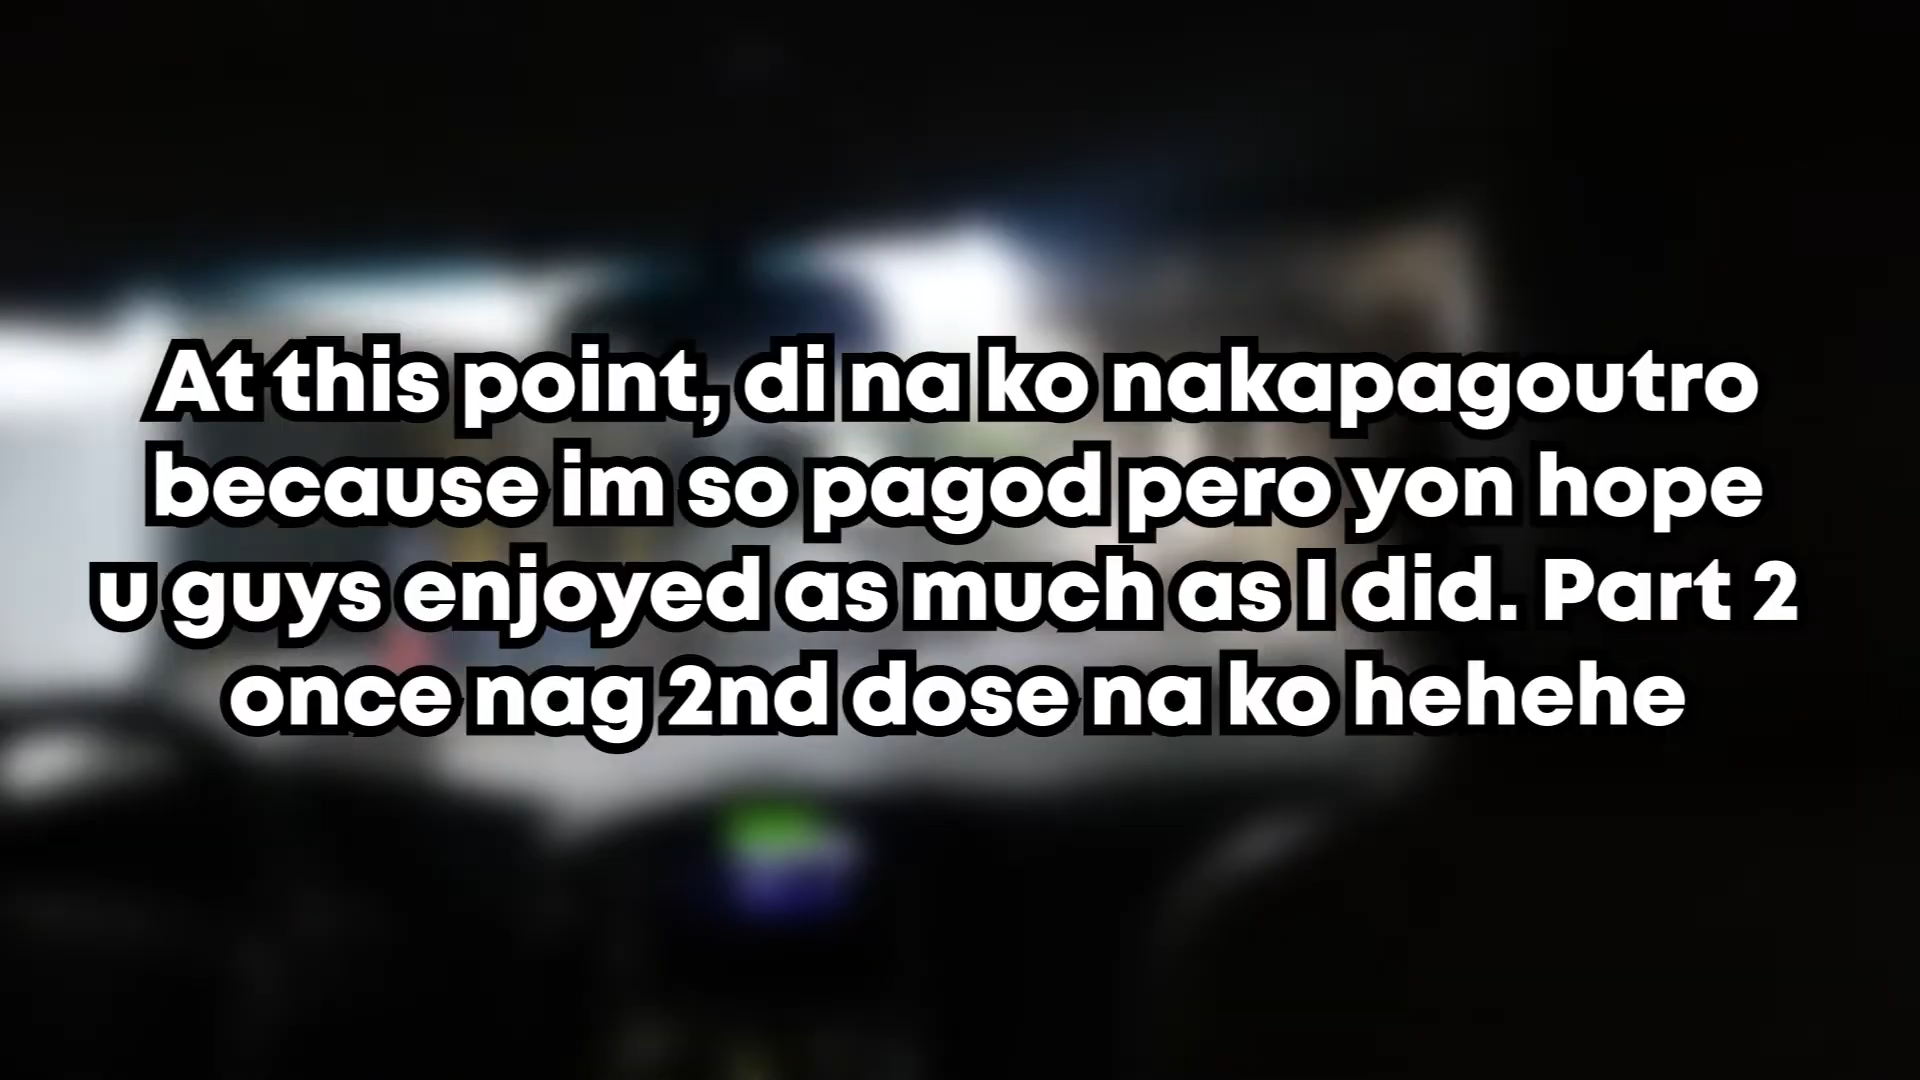 At this point, di na ko nakapagoutro
because im so pagod pero yon hope
u guys enjoyed as much as I did. Part 2
once nag 2nd dose na ko hehehe